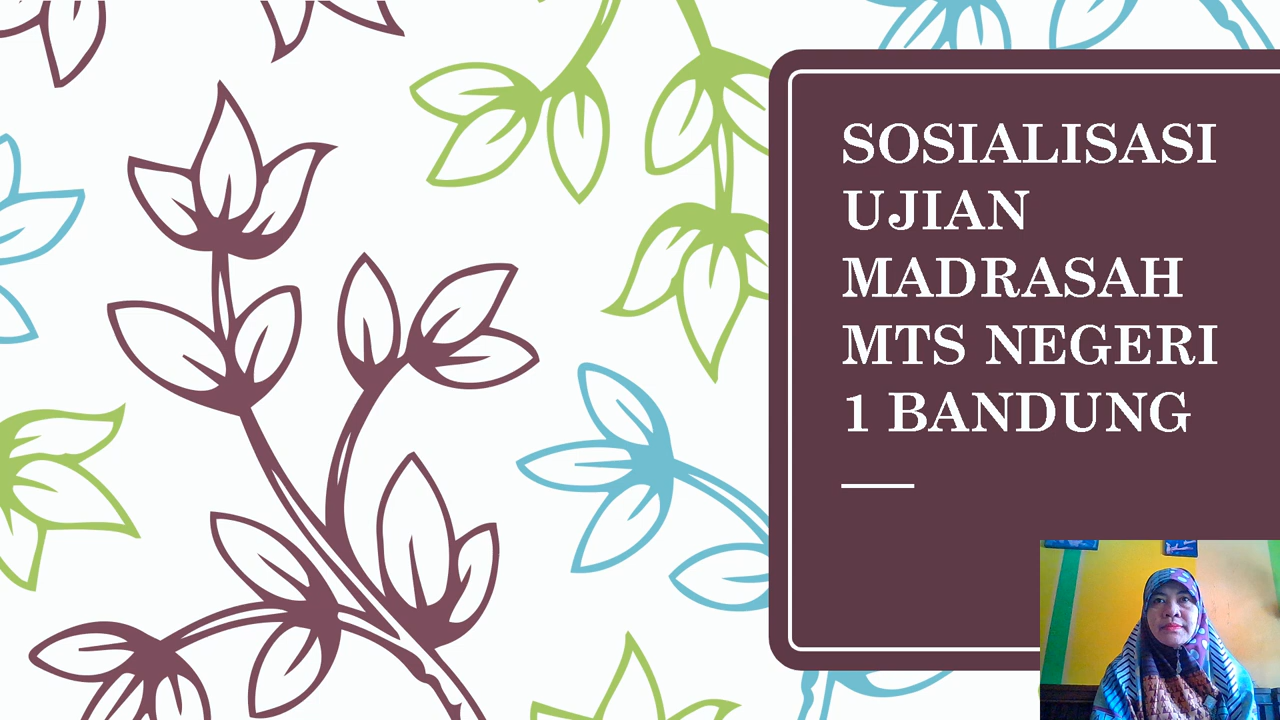 SOSIALISASI
UJIAN
MADRASAH
MTS NEGERI
1 BANDUNG